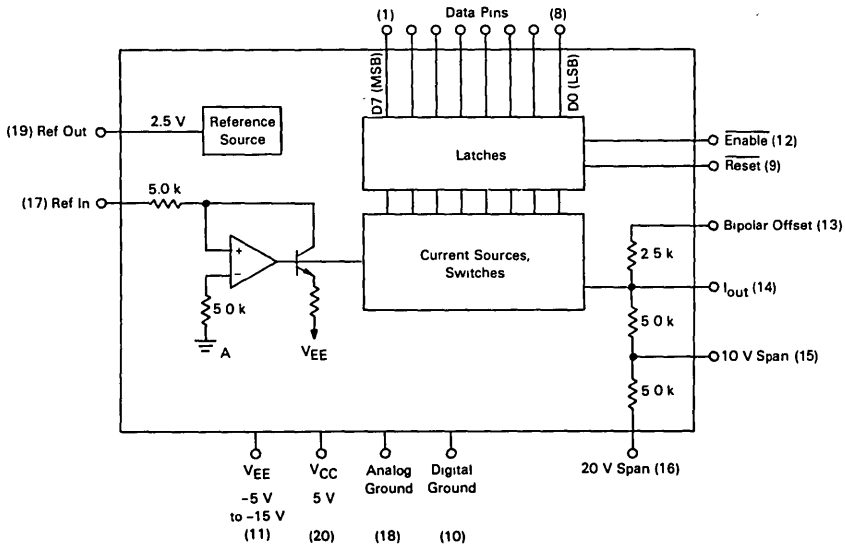 (1) Data Pins (8)
D7 (MSB)
D0 (LSB)
(19) Ref Out
2.5 V
Reference
Source
Latches
Enable (12)
Reset (9)
(17) Ref In
5.0 k
Bipolar Offset (13)
+
−
Current Sources,
Switches
2 5 k
Iout (14)
5 0 k
5 0 k
A
VEE
10 V Span (15)
5 0 k
VEE
−5 V
to −15 V
(11)
VCC
5 V
(20)
Analog
Ground
(18)
Digital
Ground
(10)
20 V Span (16)